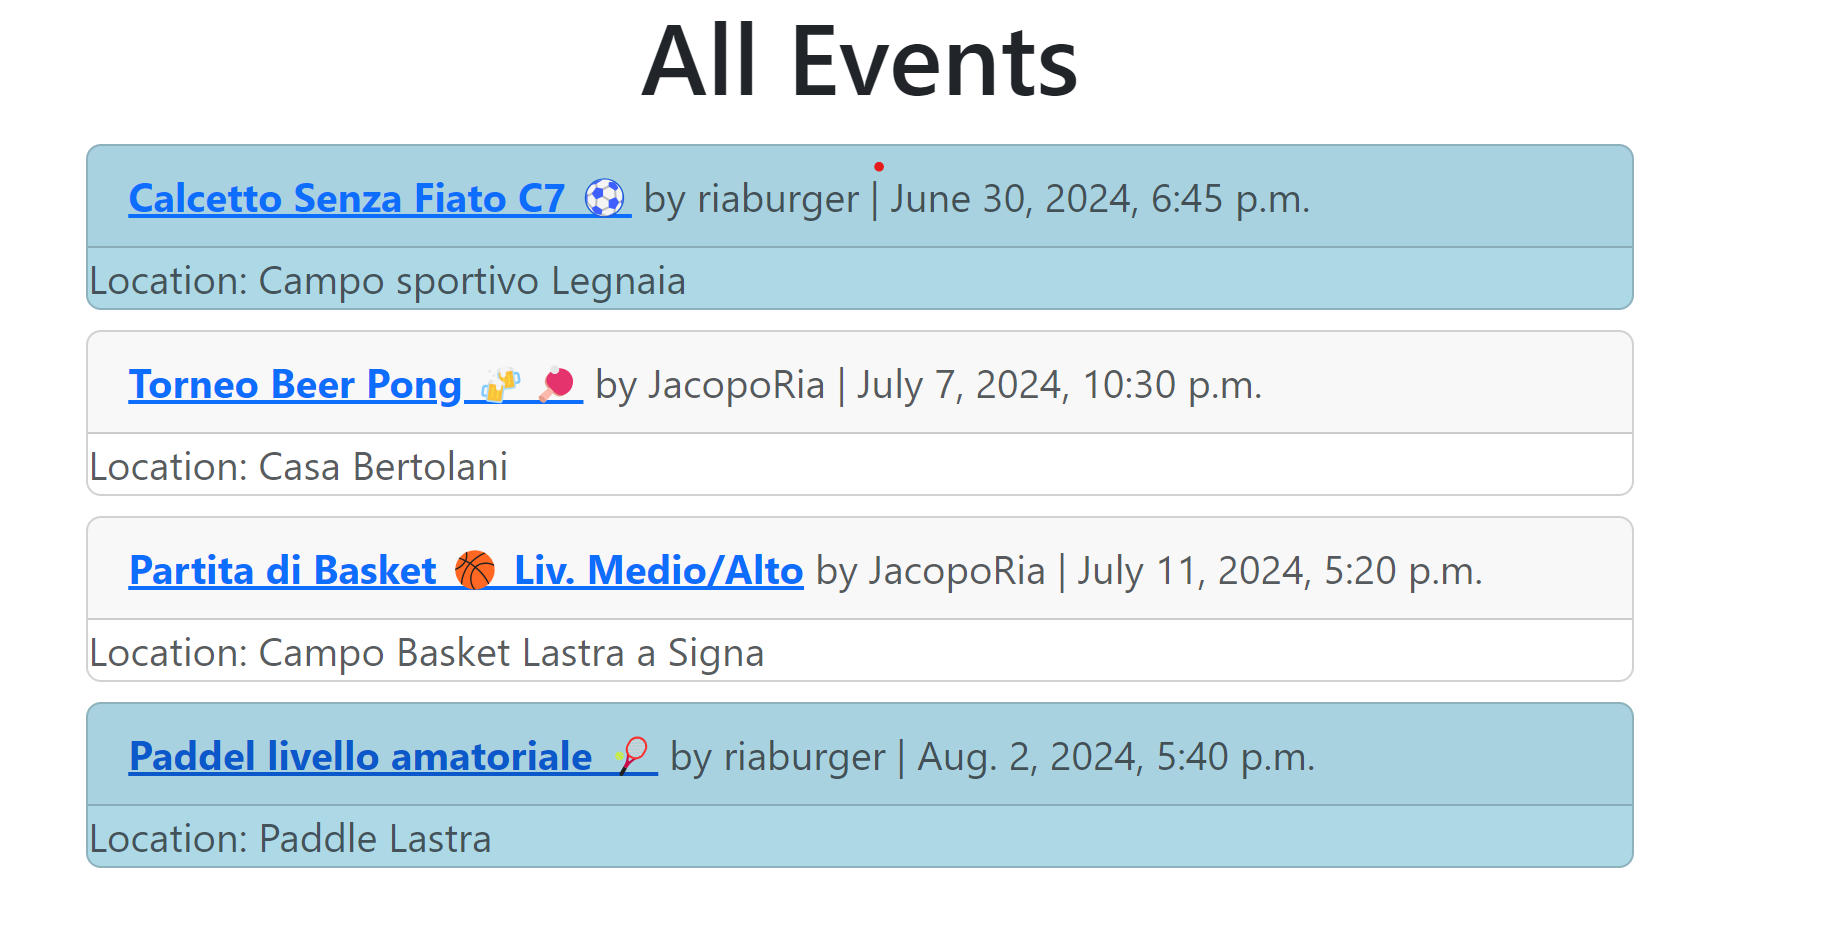 All Events
Calcetto Senza Fiato C7 ⚽ by riaburger | June 30, 2024, 6:45 p.m.
Location: Campo sportivo Legnaia
Torneo Beer Pong 🍻 🏓 by JacopoRia | July 7, 2024, 10:30 p.m.
Location: Casa Bertolani
Partita di Basket 🏀 Liv. Medio/Alto by JacopoRia | July 11, 2024, 5:20 p.m.
Location: Campo Basket Lastra a Signa
Paddel livello amatoriale 🎾 by riaburger | Aug. 2, 2024, 5:40 p.m.
Location: Paddle Lastra